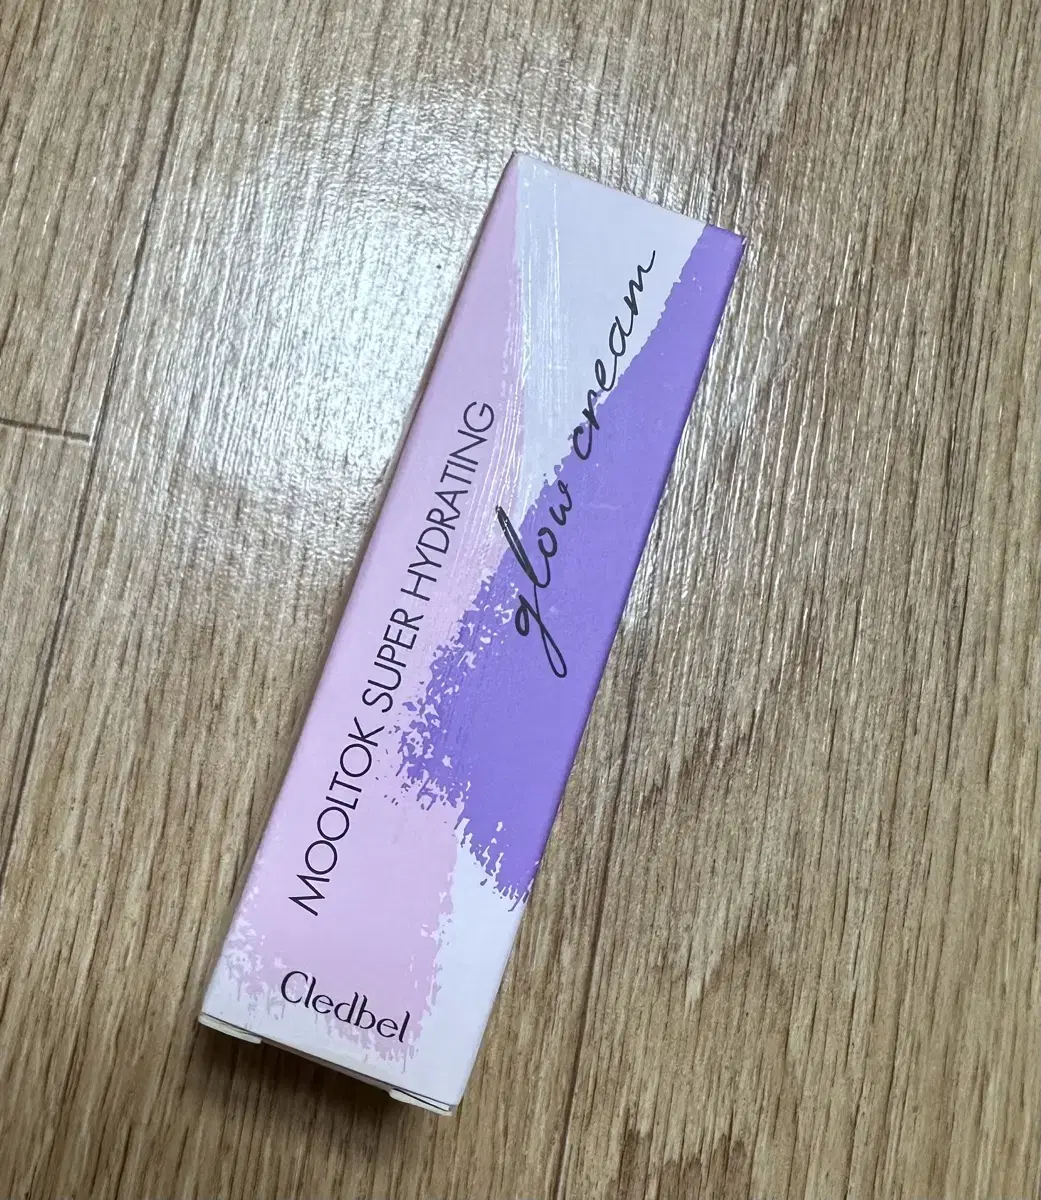 MOOLTOK SUPER HYDRATING
glow cream
Cledbel